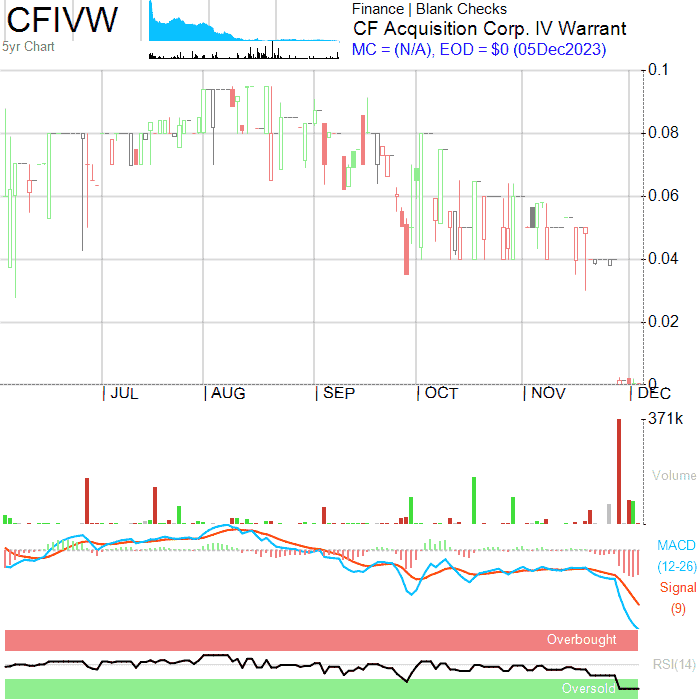 CFIVW
5yr Chart
Finance | Blank Checks
CF Acquisition Corp. IV Warrant
MC = (N/A), EOD = $0 (05Dec2023)
0.1
0.08
0.06
0.04
0.02
0
JUL AUG SEP OCT NOV DEC
371k
Volume
MACD
(12-26)
Signal
(9)
Overbought
RSI(14)
Oversold